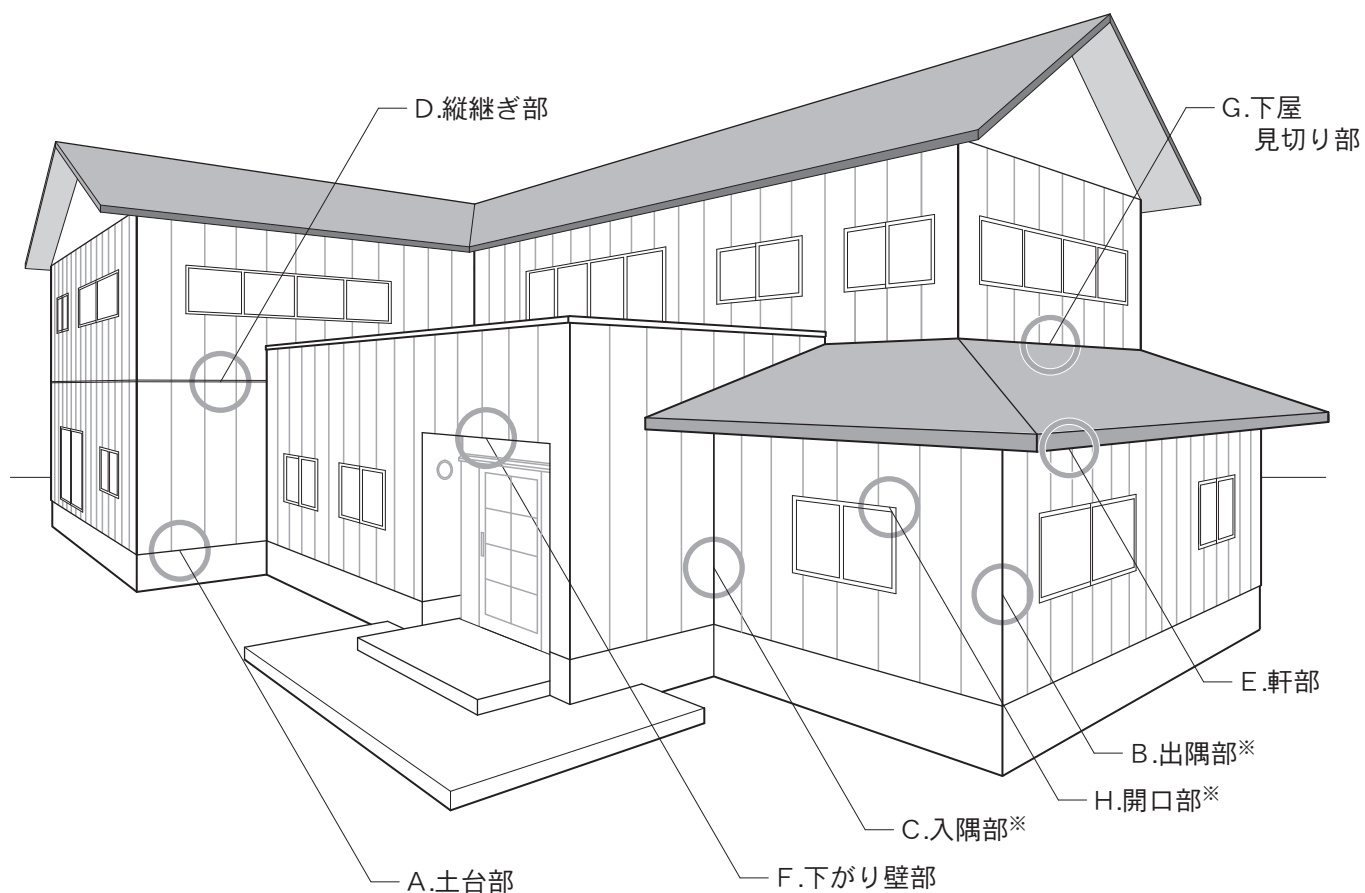 D.縦継ぎ部
G.下屋
見切り部
E.軒部
B.出隅部※
H.開口部※
C.入隅部※
F.下がり壁部
A.土台部